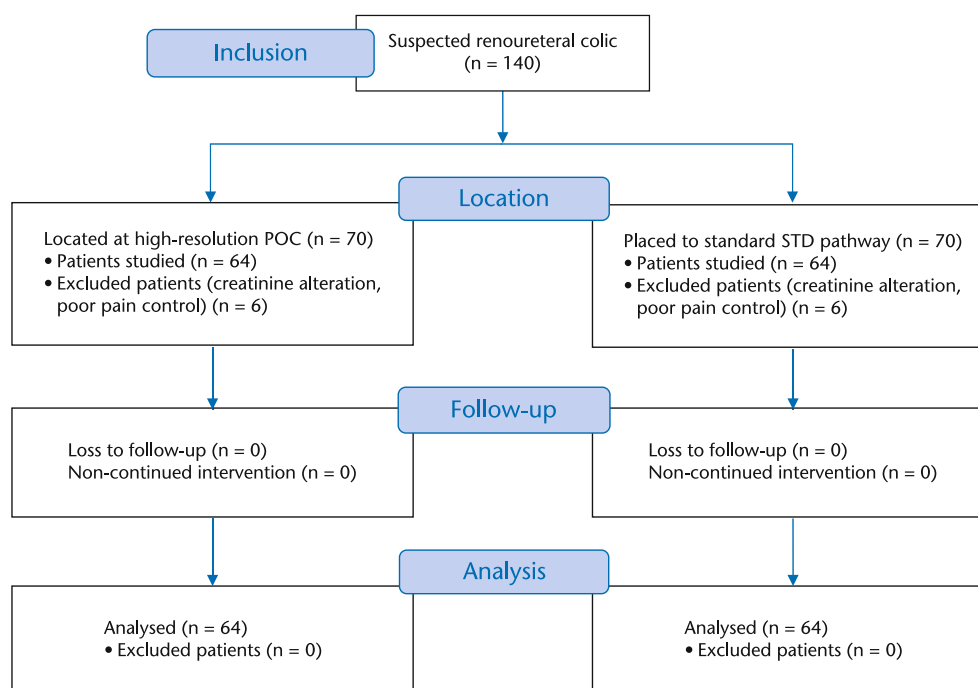 Inclusion
Suspected renoureteral colic
(n = 140)
Location
Located at high-resolution POC (n = 70)
• Patients studied (n = 64)
• Excluded patients (creatinine alteration,
poor pain control) (n = 6)
Placed to standard STD pathway (n = 70)
• Patients studied (n = 64)
• Excluded patients (creatinine alteration,
poor pain control) (n = 6)
Follow-up
Loss to follow-up (n = 0)
Non-continued intervention (n = 0)
Loss to follow-up (n = 0)
Non-continued intervention (n = 0)
Analysis
Analysed (n = 64)
• Excluded patients (n = 0)
Analysed (n = 64)
• Excluded patients (n = 0)